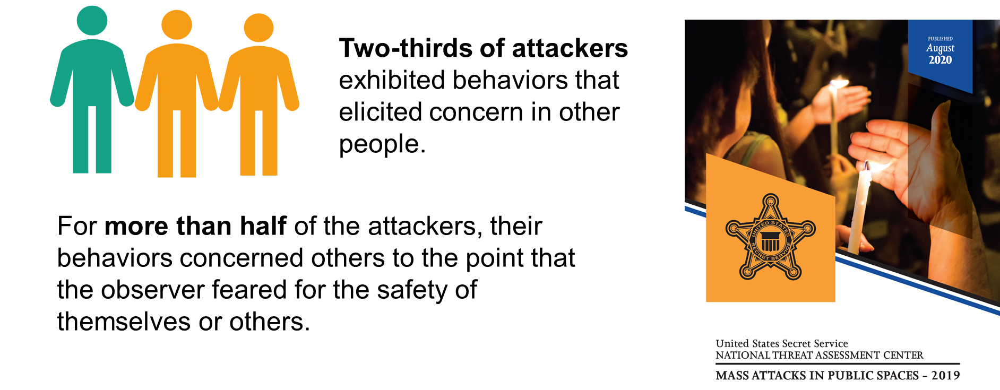 Two-thirds of attackers
exhibited behaviors that
elicited concern in other
people.
For more than half of the attackers, their
behaviors concerned others to the point that
the observer feared for the safety of
themselves or others.
PUBLISHED
August
2020
UNITED STATES
SECRET SERVICE
United States Secret Service
NATIONAL THREAT ASSESSMENT CENTER
MASS ATTACKS IN PUBLIC SPACES - 2019